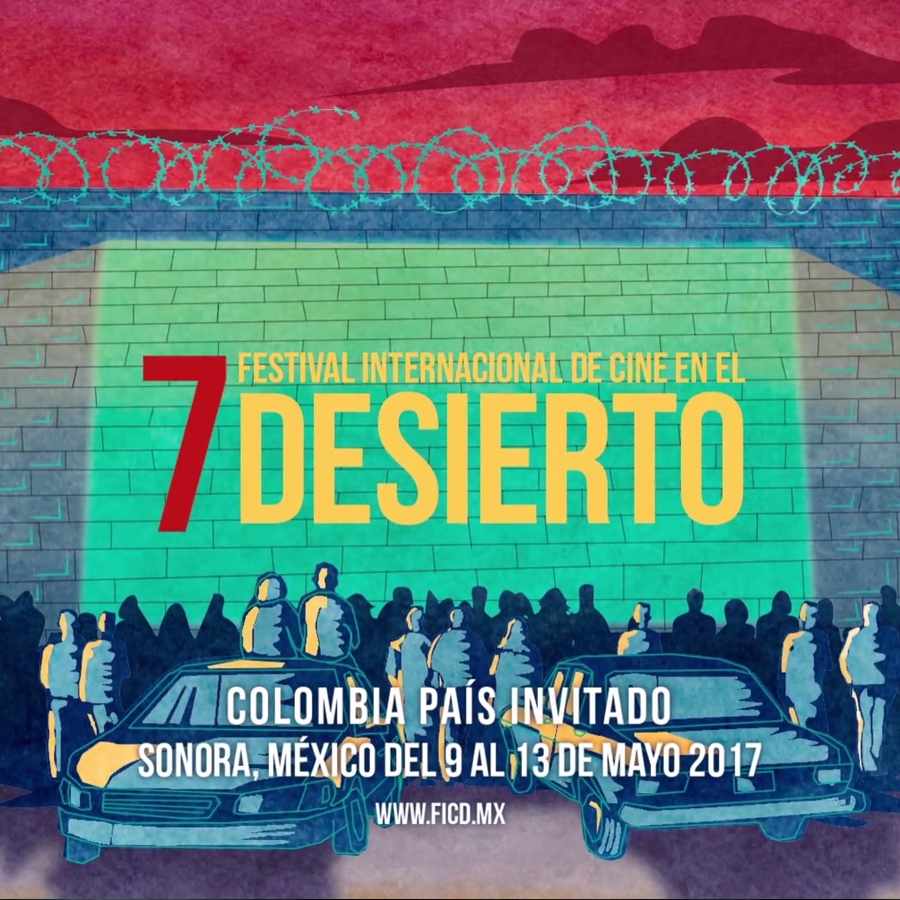 7 FESTIVAL INTERNACIONAL DE CINE EN EL
DESIERTO
COLOMBIA PAÍS INVITADO
SONORA, MÉXICO DEL 9 AL 13 DE MAYO 2017
WWW.FICD.MX